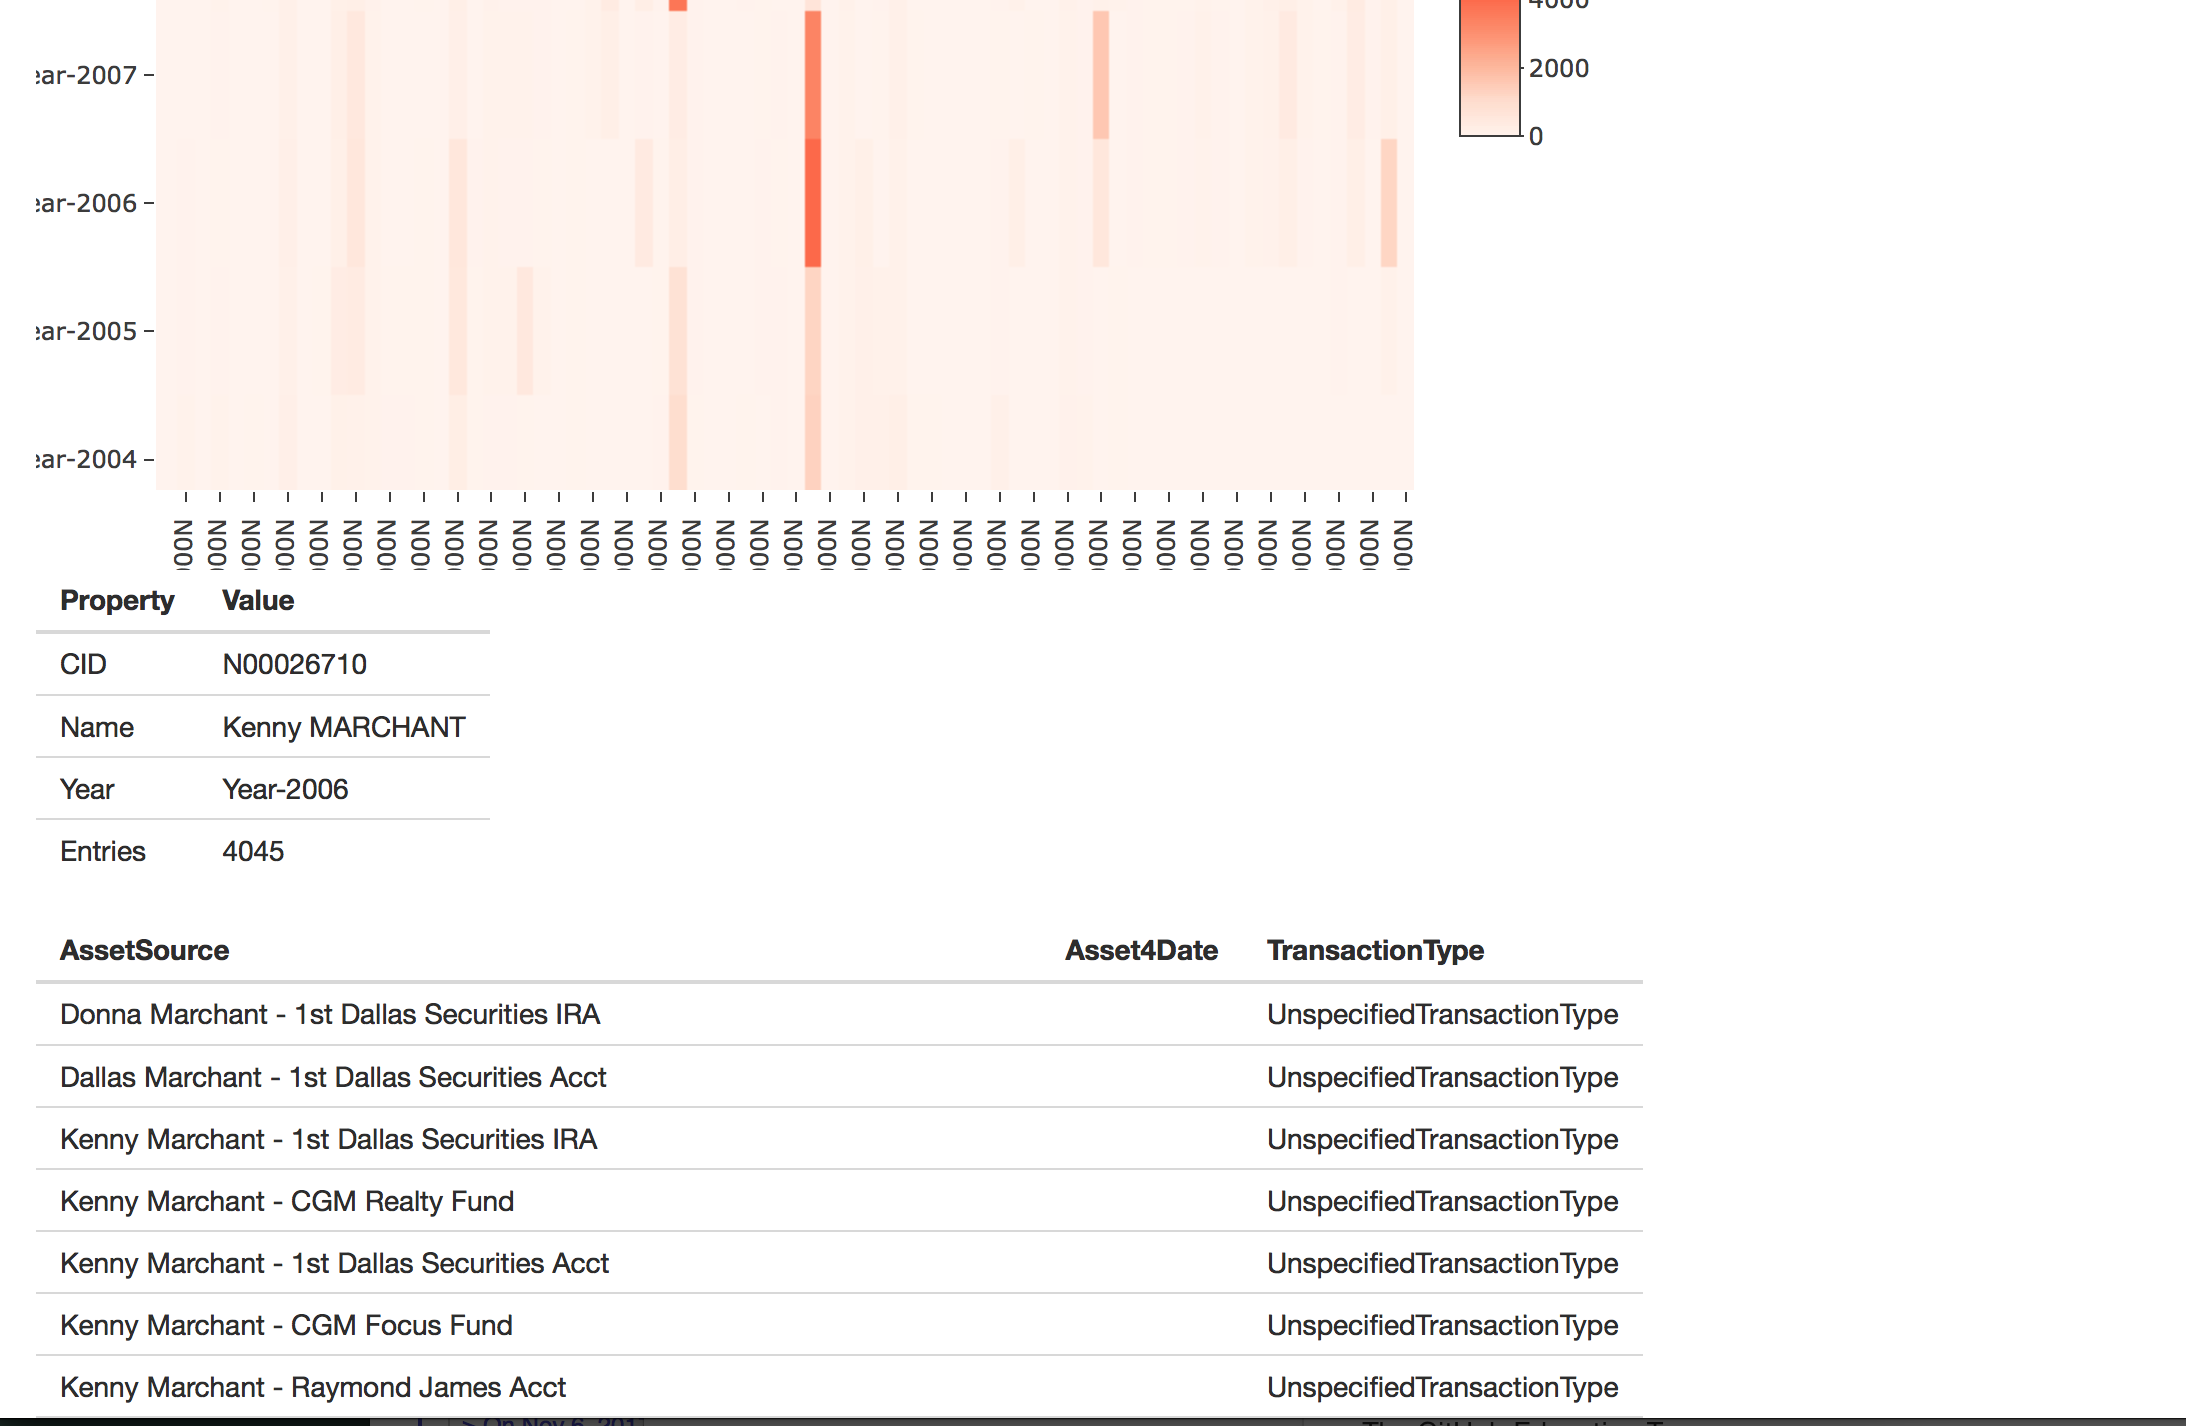 4000
ear-2007
2000
0
ear-2006
ear-2005
ear-2004
N00 N00 N00 N00 N00 N00 N00 N00 N00 N00 N00 N00 N00 N00 N00 N00 N00 N00 N00 N00 N00 N00 N00 N00 N00 N00 N00 N00 N00 N00 N00 N00 N00 N00 N00 N00 N00
Property Value
CID N00026710
Name Kenny MARCHANT
Year Year-2006
Entries 4045
AssetSource Asset4Date TransactionType
Donna Marchant - 1st Dallas Securities IRA UnspecifiedTransactionType
Dallas Marchant - 1st Dallas Securities Acct UnspecifiedTransactionType
Kenny Marchant - 1st Dallas Securities IRA UnspecifiedTransactionType
Kenny Marchant - CGM Realty Fund UnspecifiedTransactionType
Kenny Marchant - 1st Dallas Securities Acct UnspecifiedTransactionType
Kenny Marchant - CGM Focus Fund UnspecifiedTransactionType
Kenny Marchant - Raymond James Acct UnspecifiedTransactionType